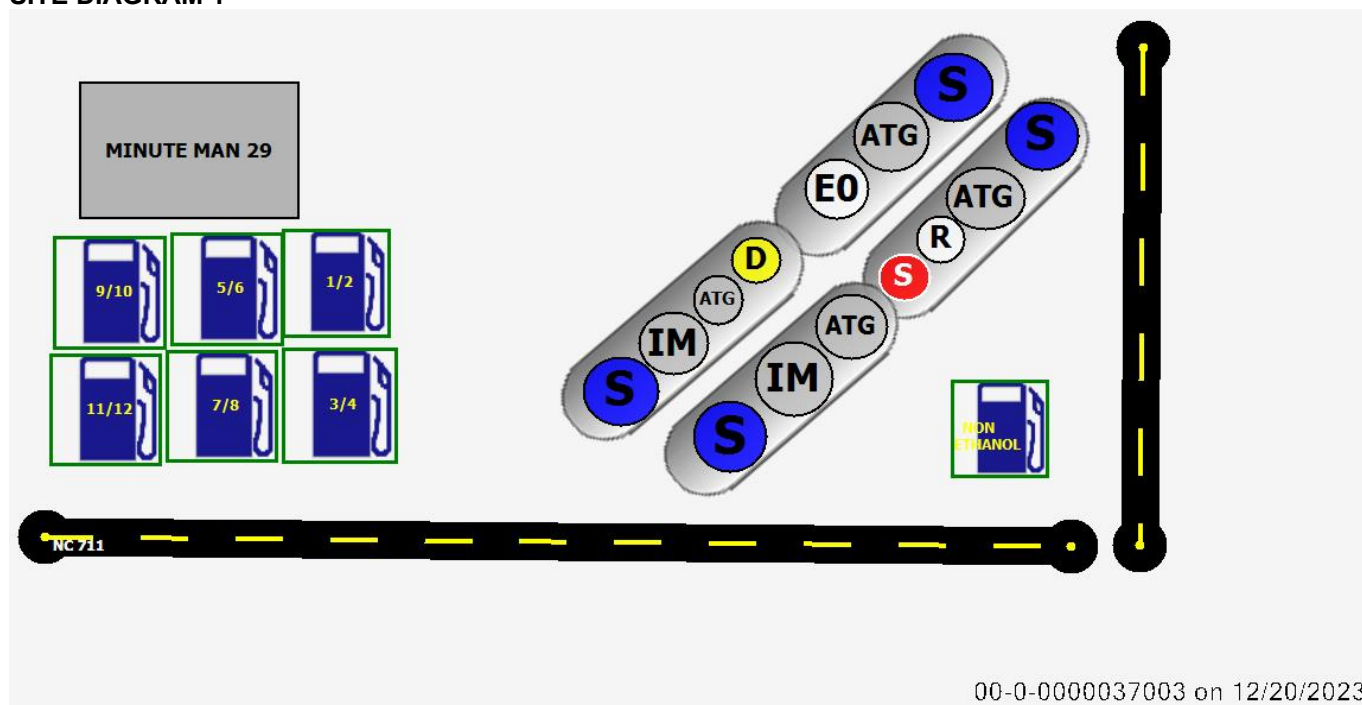 MINUTE MAN 29
9/10
5/6
1/2
11/12
7/8
3/4
S
ATG
E0
S
ATG
R
S
D
ATG
IM
S
ATG
IM
S
NON
ETHANOL
NC 711
00-0-0000037003 on 12/20/2023